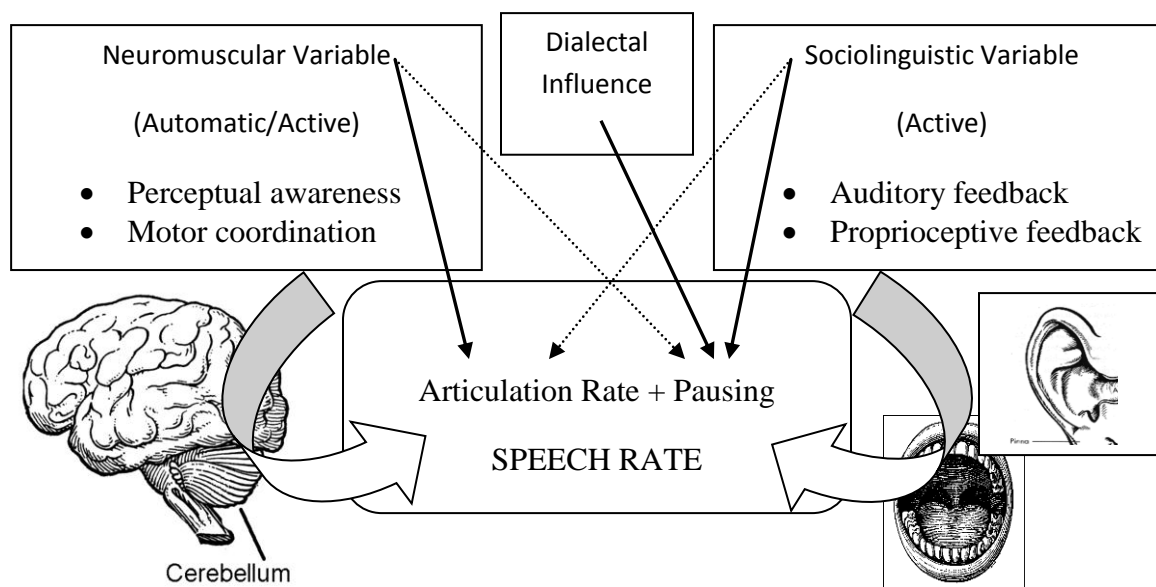 Neuromuscular Variable
(Automatic/Active)
• Perceptual awareness
• Motor coordination
Dialectal
Influence
Sociolinguistic Variable
(Active)
• Auditory feedback
• Proprioceptive feedback
Articulation Rate + Pausing
SPEECH RATE
Cerebellum
Pinna